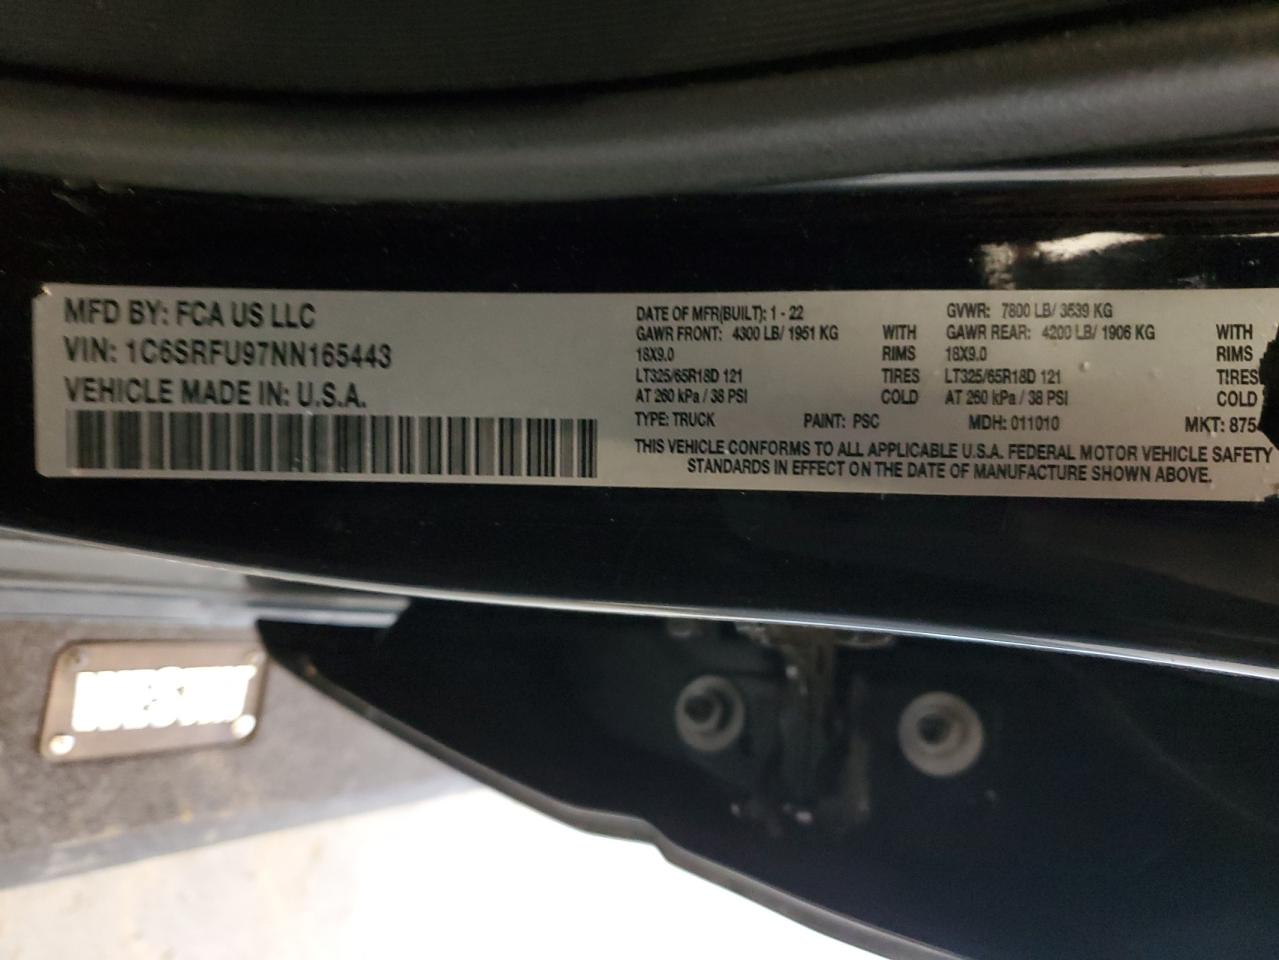 MFD BY: FCA US LLC
VIN: 1C6SRFU97NN165443
VEHICLE MADE IN: U.S.A.
DATE OF MFR(BUILT): 1 - 22 GVWR: 7800 LB/ 3539 KG
GAWR FRONT: 4300 LB/ 1951 KG WITH GAWR REAR: 4200 LB/ 1906 KG WITH
18X9.0 RIMS 18X9.0 RIMS
LT325/65R18D 121 TIRES LT325/65R18D 121 TIRES
AT 260 kPa / 38 PSI COLD AT 260 kPa / 38 PSI COLD
TYPE: TRUCK PAINT: PSC MDH: 011010 MKT: 875
THIS VEHICLE CONFORMS TO ALL APPLICABLE U.S.A. FEDERAL MOTOR VEHICLE SAFETY
STANDARDS IN EFFECT ON THE DATE OF MANUFACTURE SHOWN ABOVE.